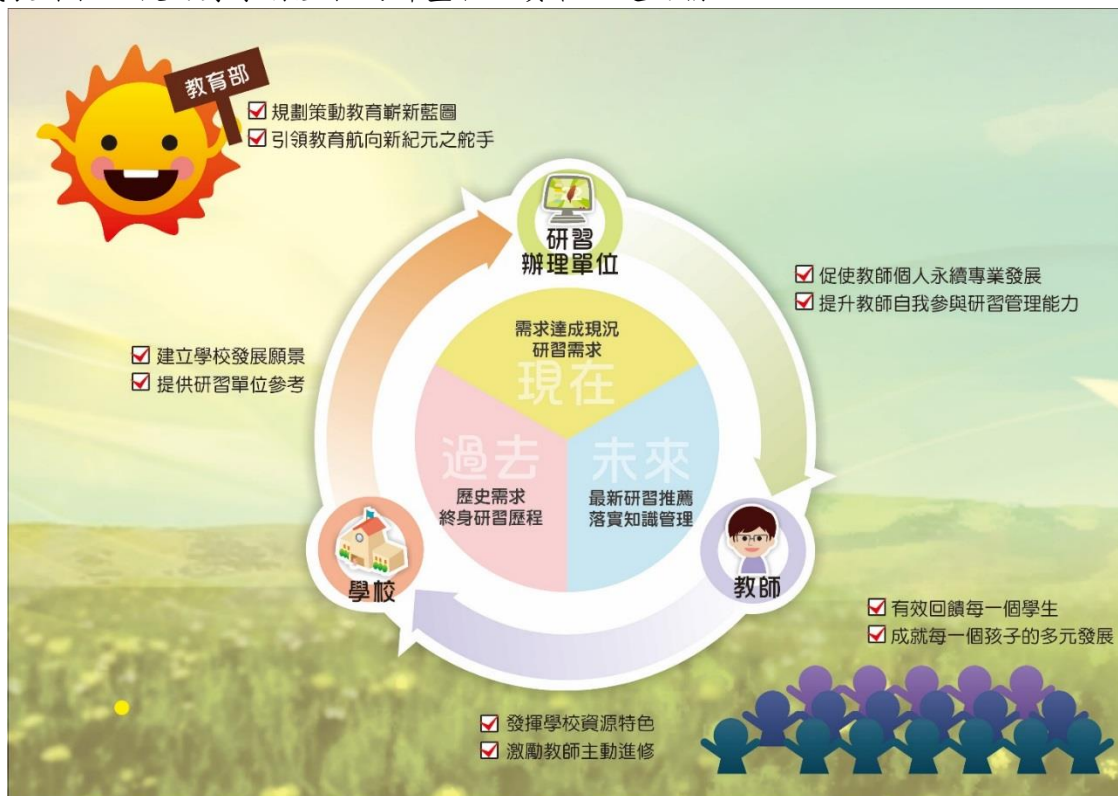 教育部
規劃策動教育嶄新藍圖
引領教育航向新紀元之舵手
研習
辦理單位
促使教師個人永續專業發展
提升教師自我參與研習管理能力
需求達成現況
研習需求
現在
建立學校發展願景
提供研習單位參考
過去
歷史需求
終身研習歷程
未來
最新研習推薦
落實知識管理
學校
教師
有效回饋每一個學生
成就每一個孩子的多元發展
發揮學校資源特色
激勵教師主動進修